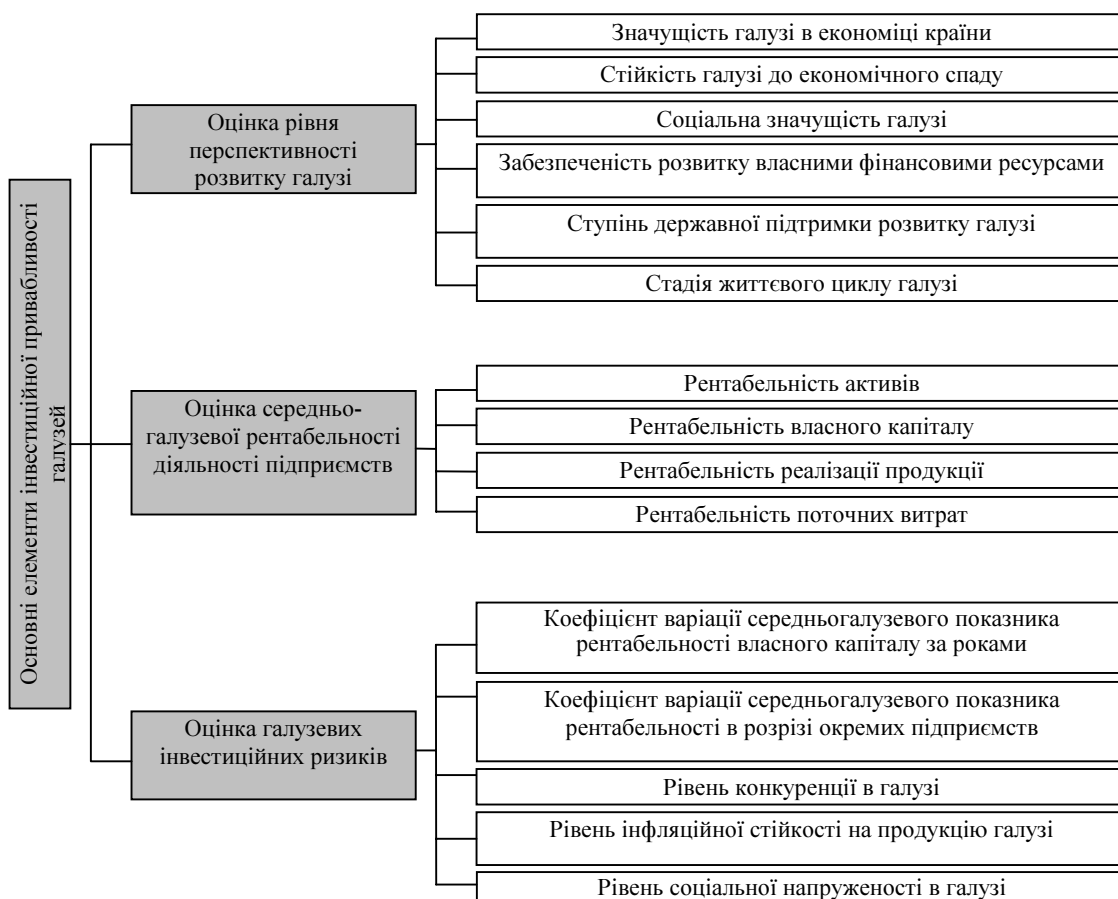 Основні елементи інвестиційної привабливості
галузей
Оцінка рівня
перспективності
розвитку галузі
Значущість галузі в економіці країни
Стійкість галузі до економічного спаду
Соціальна значущість галузі
Забезпеченість розвитку власними фінансовими ресурсами
Ступінь державної підтримки розвитку галузі
Стадія життєвого циклу галузі
Оцінка середньо-
галузевої рентабельності
діяльності підприємств
Рентабельність активів
Рентабельність власного капіталу
Рентабельність реалізації продукції
Рентабельність поточних витрат
Оцінка галузевих
інвестиційних ризиків
Коефіцієнт варіації середньогалузевого показника
рентабельності власного капіталу за роками
Коефіцієнт варіації середньогалузевого показника
рентабельності в розрізі окремих підприємств
Рівень конкуренції в галузі
Рівень інфляційної стійкості на продукцію галузі
Рівень соціальної напруженості в галузі